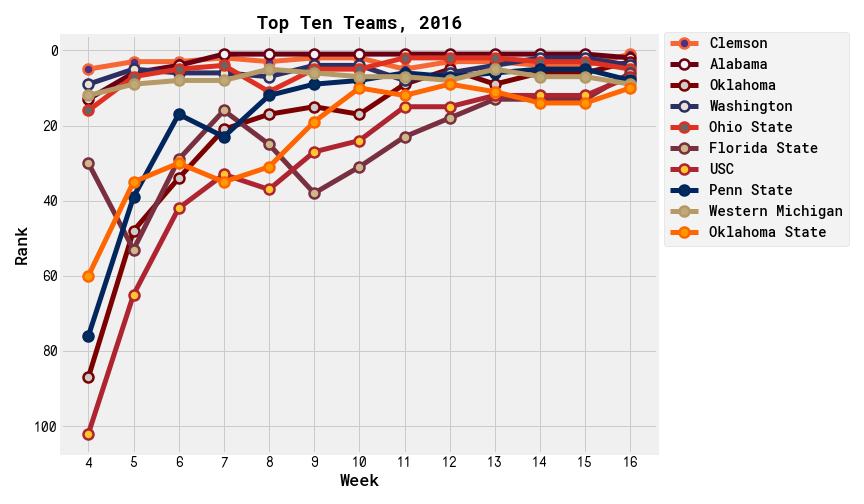 Top Ten Teams, 2016
Rank
0
20
40
60
80
100
4 5 6 7 8 9 10 11 12 13 14 15 16
Week
Clemson
Alabama
Oklahoma
Washington
Ohio State
Florida State
USC
Penn State
Western Michigan
Oklahoma State